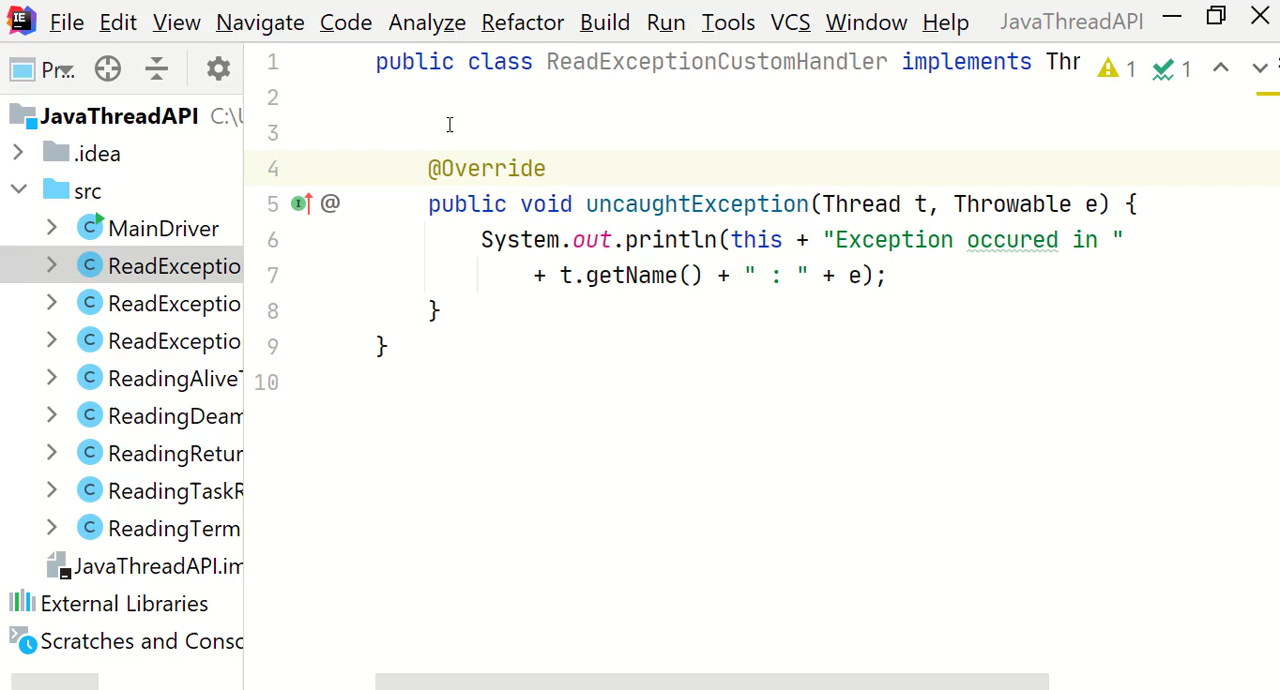 File Edit View Navigate Code Analyze Refactor Build Run Tools VCS Window Help JavaThreadAPI
Pr...
JavaThreadAPI C:\U
.idea
src
MainDriver
ReadExceptio
ReadExceptio
ReadExceptio
ReadingAliveT
ReadingDeam
ReadingRetur
ReadingTaskR
ReadingTerm
JavaThreadAPI.im
External Libraries
Scratches and Consc
1 public class ReadExceptionCustomHandler implements Thr 1 1
2
3
4 @Override
5 @ public void uncaughtException(Thread t, Throwable e) {
6 System.out.println(this + "Exception occured in "
7 + t.getName() + " : " + e);
8 }
9 }
10